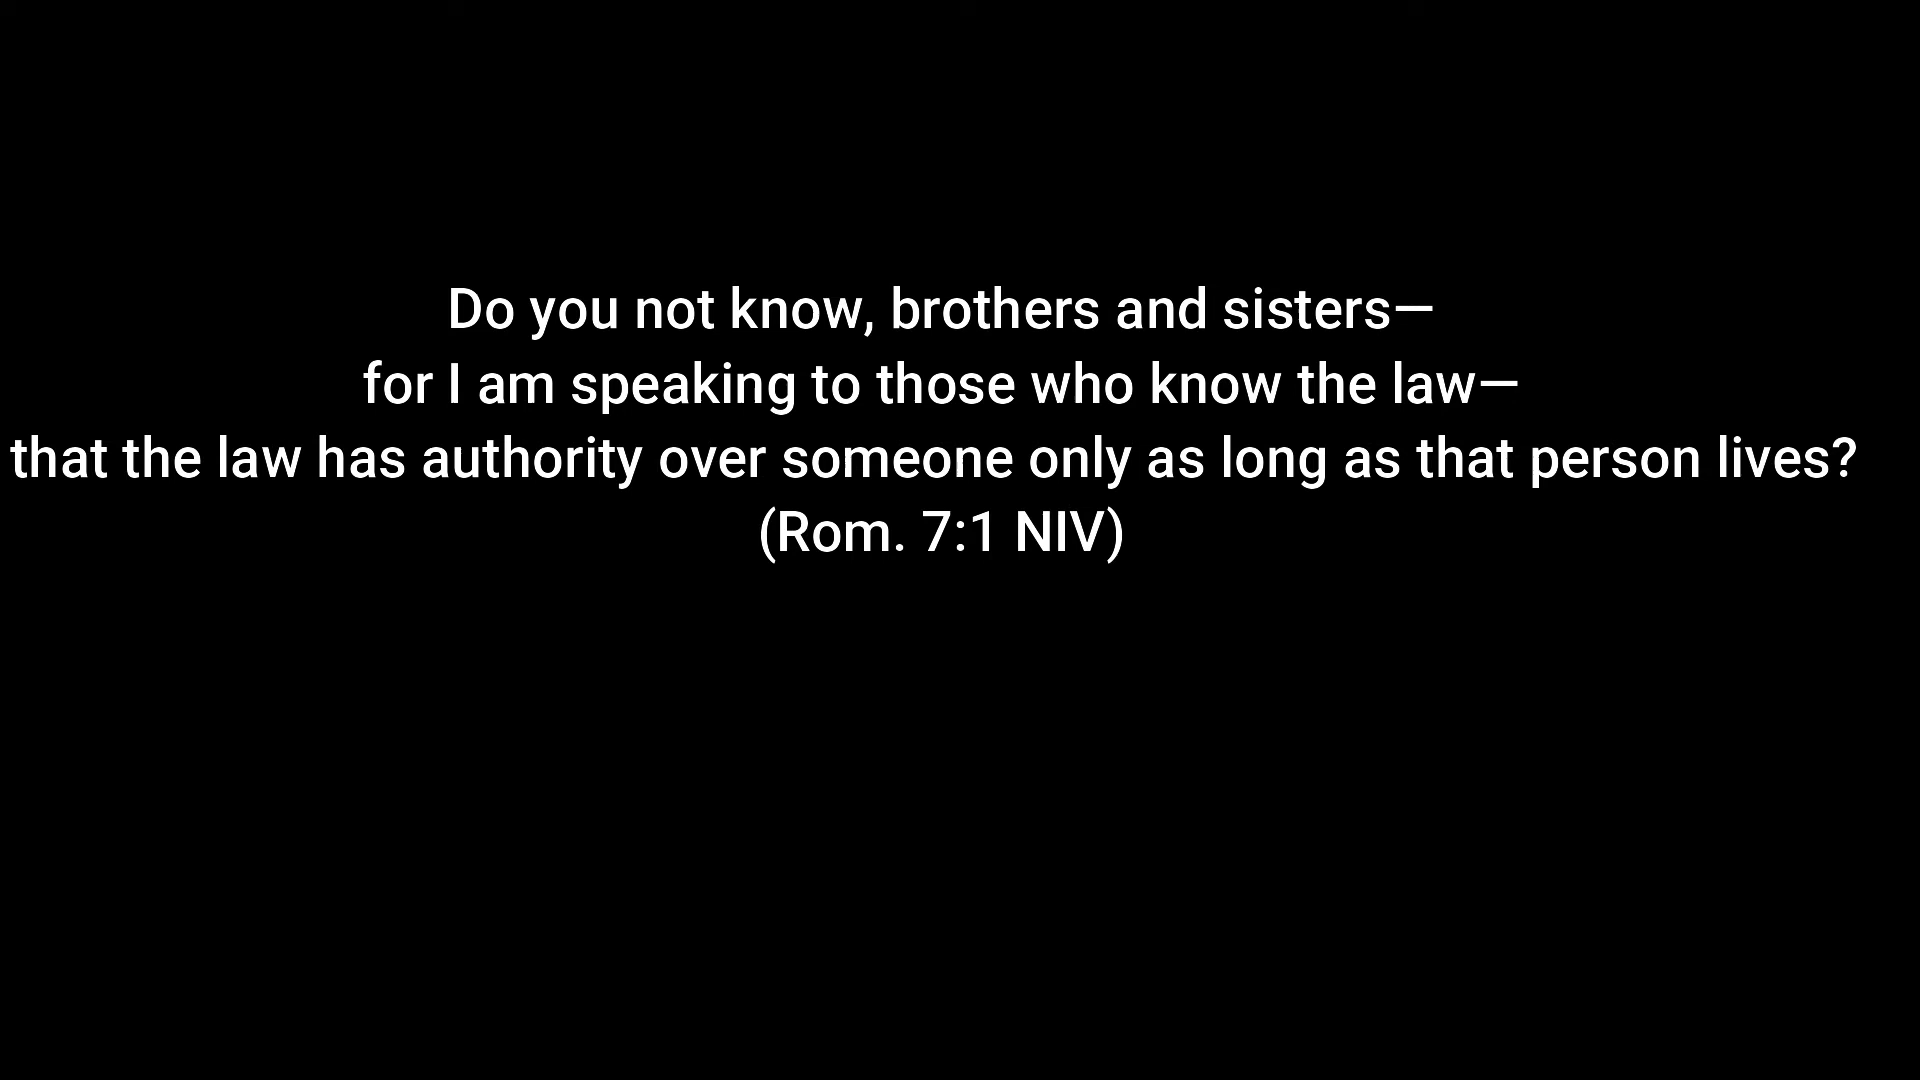 Do you not know, brothers and sisters—
for I am speaking to those who know the law—
that the law has authority over someone only as long as that person lives?
(Rom. 7:1 NIV)